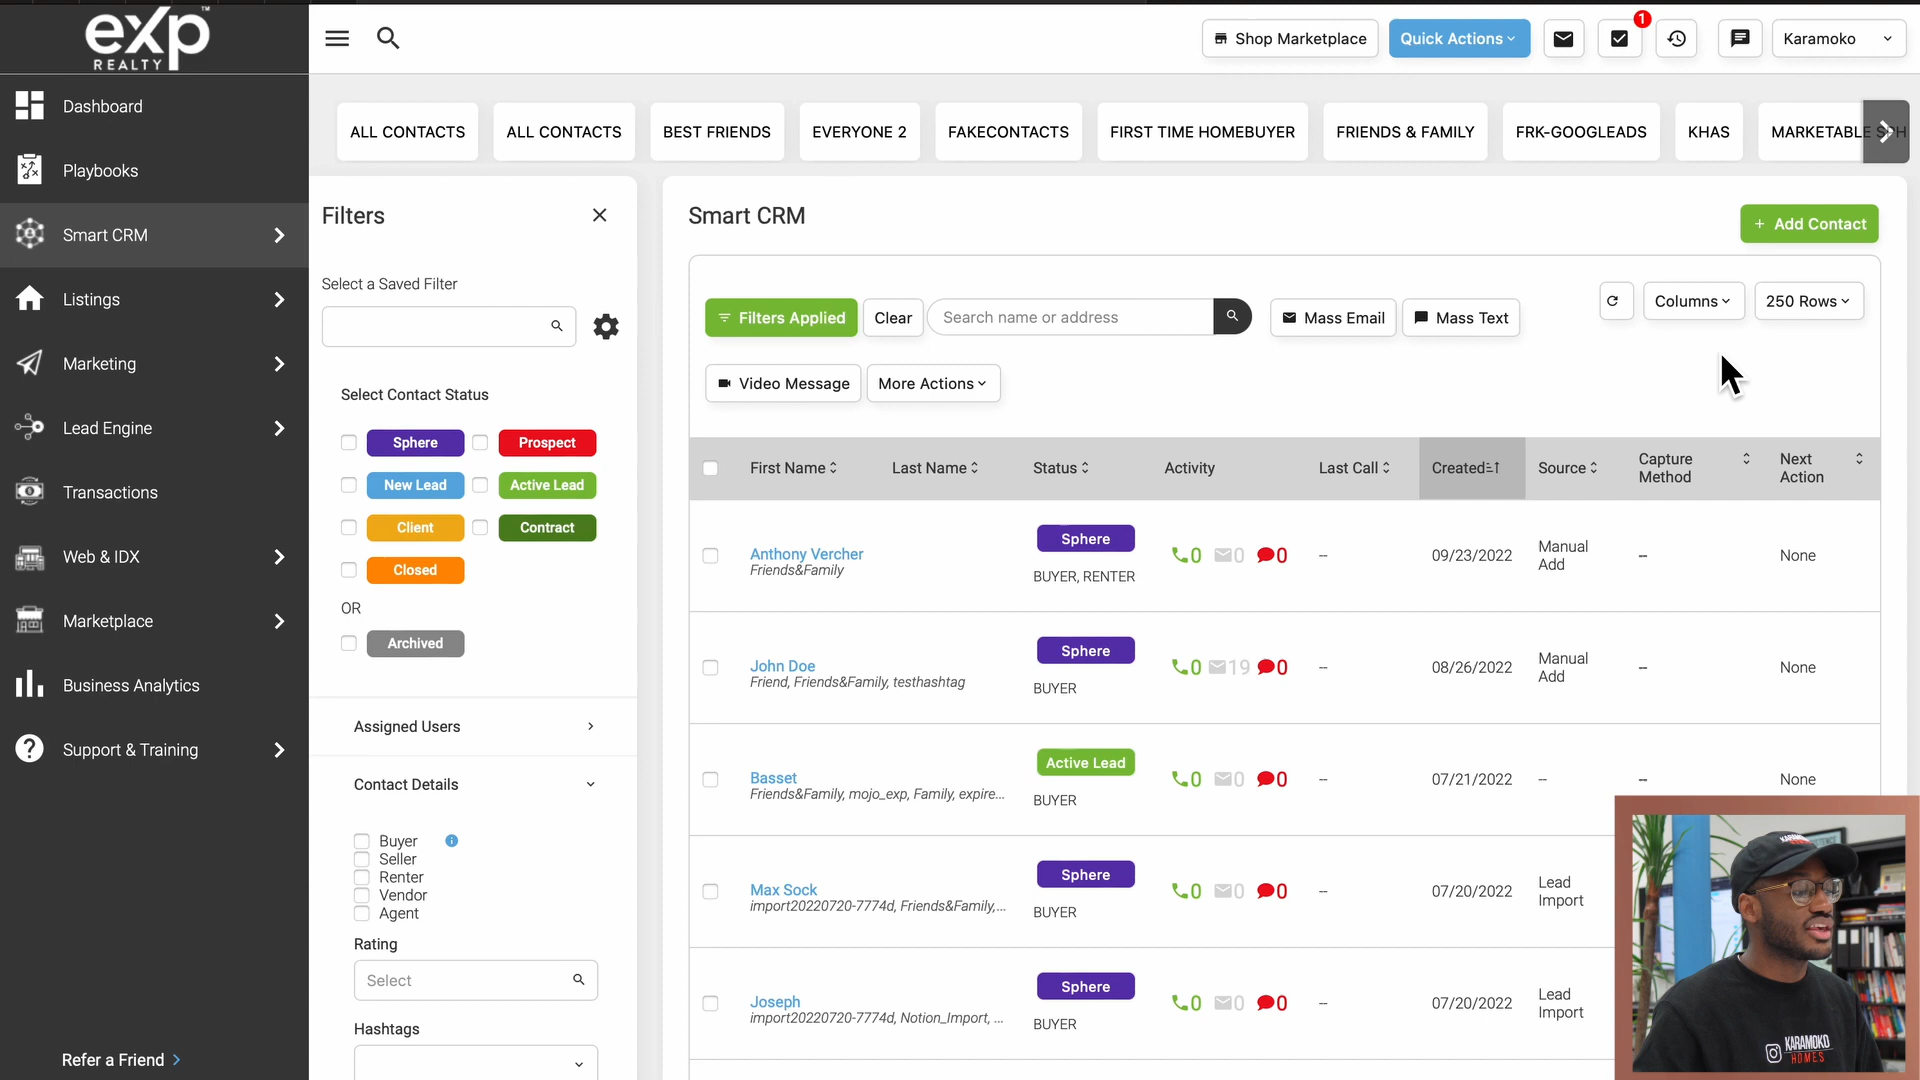 eXp™
REALTY
Shop Marketplace
Quick Actions
1
Karamoko
Dashboard
Playbooks
Smart CRM
Listings
Marketing
Lead Engine
Transactions
Web & IDX
Marketplace
Business Analytics
Support & Training
Refer a Friend
ALL CONTACTS
ALL CONTACTS
BEST FRIENDS
EVERYONE 2
FAKECONTACTS
FIRST TIME HOMEBUYER
FRIENDS & FAMILY
FRK-GOOGLEADS
KHAS
MARKETABLE
Filters
Select a Saved Filter
Select Contact Status
Sphere
Prospect
New Lead
Active Lead
Client
Contract
Closed
OR
Archived
Assigned Users
Contact Details
Buyer
Seller
Renter
Vendor
Agent
Rating
Select
Hashtags
Smart CRM
+ Add Contact
Filters Applied
Clear
Search name or address
Mass Email
Mass Text
Columns
250 Rows
Video Message
More Actions
First Name
Last Name
Status
Activity
Last Call
Created
Source
Capture Method
Next Action
Anthony Vercher
Friends&Family
Sphere
BUYER, RENTER
0 0 0
--
09/23/2022
Manual Add
--
None
John Doe
Friend, Friends&Family, testhashtag
Sphere
BUYER
0 19 0
--
08/26/2022
Manual Add
--
None
Basset
Friends&Family, mojo_exp, Family, expire...
Active Lead
BUYER
0 0 0
--
07/21/2022
--
--
None
Max Sock
import20220720-7774d, Friends&Family,...
Sphere
BUYER
0 0 0
--
07/20/2022
Lead Import
Joseph
import20220720-7774d, Notion_Import, ...
Sphere
BUYER
0 0 0
--
07/20/2022
Lead Import
KARAMOKO
HOMES